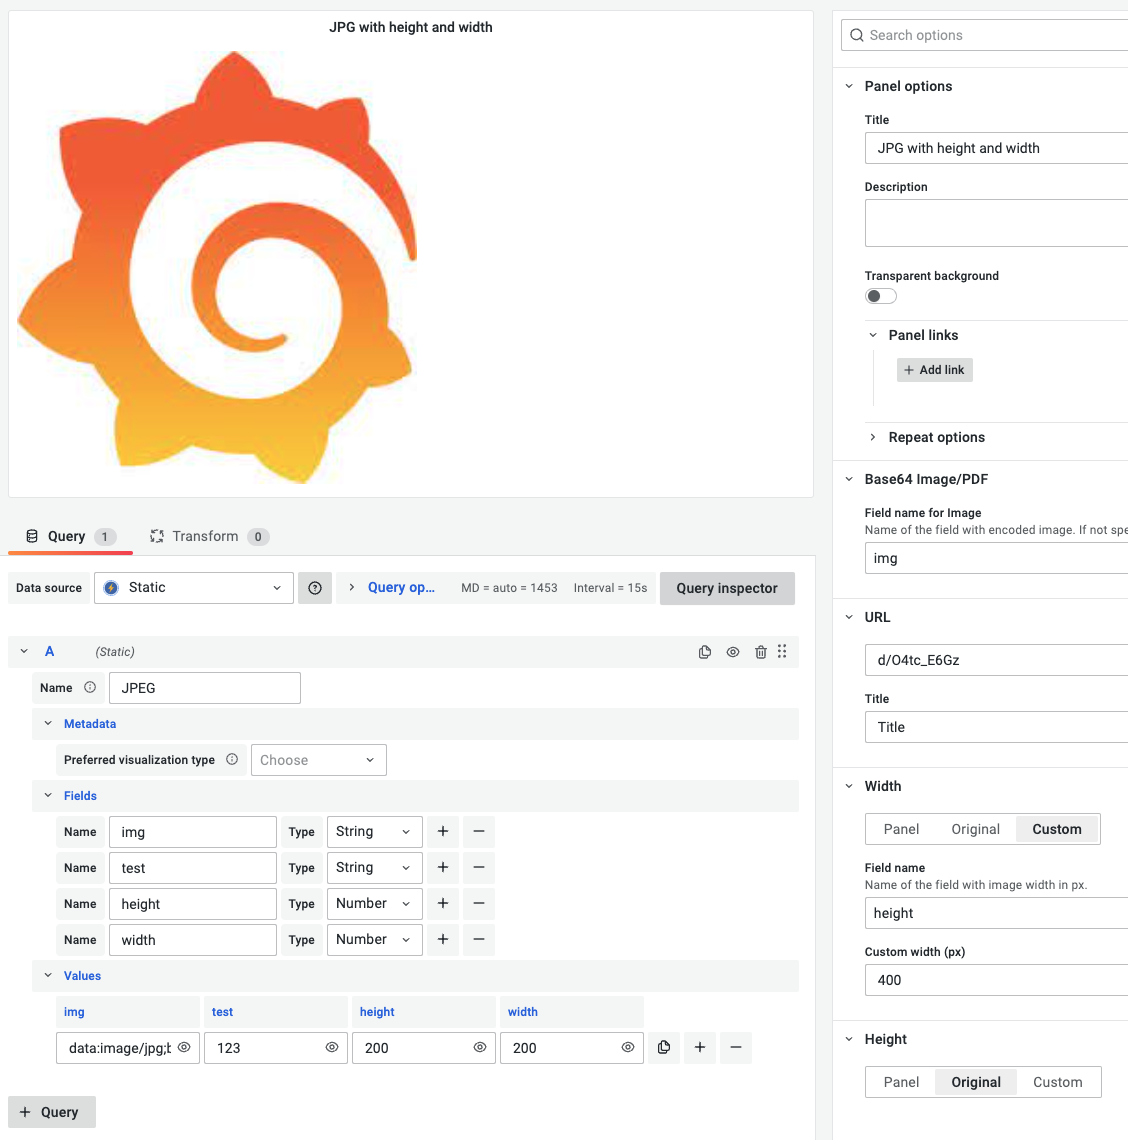 JPG with height and width
Query 1
Transform 0
Data source
Static
Query op...
MD = auto = 1453
Interval = 15s
Query inspector
A
(Static)
Name
JPEG
Metadata
Preferred visualization type
Choose
Fields
Name img Type String
Name test Type String
Name height Type Number
Name width Type Number
Values
img test height width
data:image/jpg;b 123 200 200
Query
Search options
Panel options
Title
JPG with height and width
Description
Transparent background
Panel links
Add link
Repeat options
Base64 Image/PDF
Field name for Image
Name of the field with encoded image. If not spe
img
URL
d/O4tc_E6Gz
Title
Title
Width
Panel Original Custom
Field name
Name of the field with image width in px.
height
Custom width (px)
400
Height
Panel Original Custom